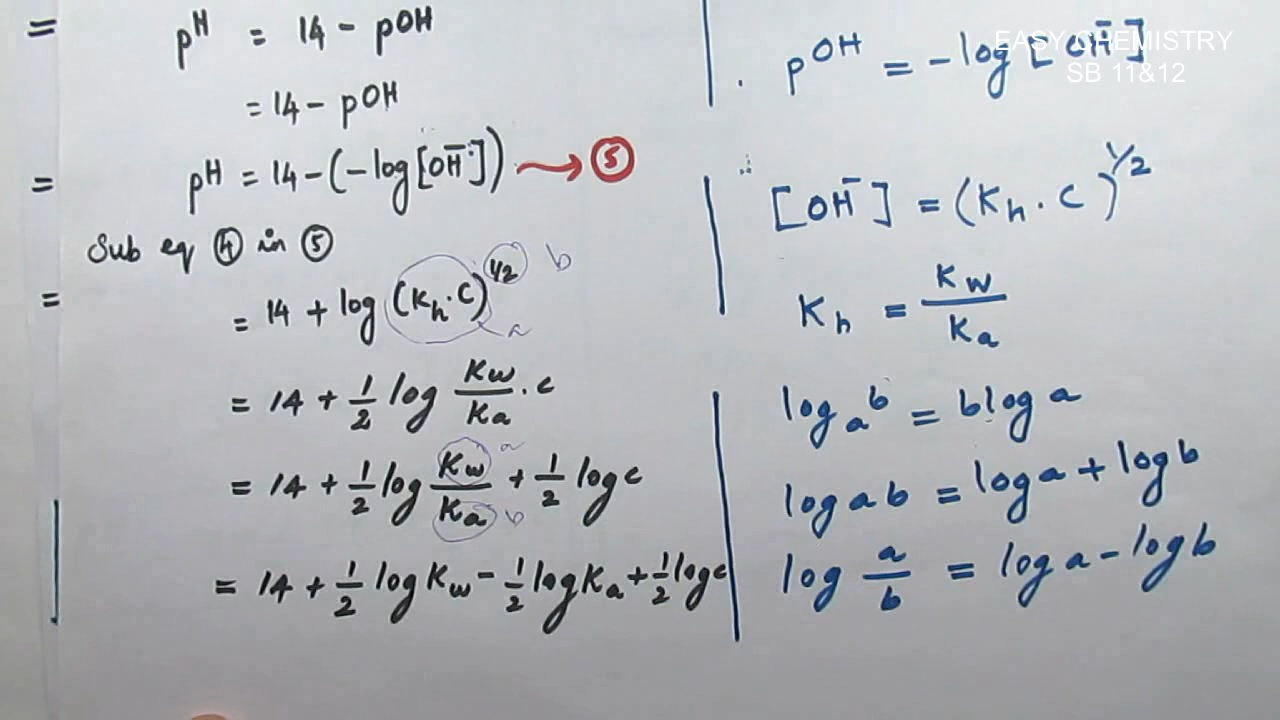 = pH = 14 - pOH
= 14 - pOH
= pH = 14 - (-log[OH⁻]) → ⑤
Sub eq ④ in ⑤
= = 14 + log (Kh · C)^1/2 b
a
= 14 + 1/2 log Kw/Ka · c
= 14 + 1/2 log Kw/Ka + 1/2 log c
a
b
= 14 + 1/2 log Kw - 1/2 log Ka + 1/2 log c
EASY CHEMISTRY
SB 11&12
pOH = -log [OH⁻]
[OH⁻] = (Kh · C)^1/2
Kh = Kw/Ka
log a^b = b log a
log ab = log a + log b
log a/b = log a - log b